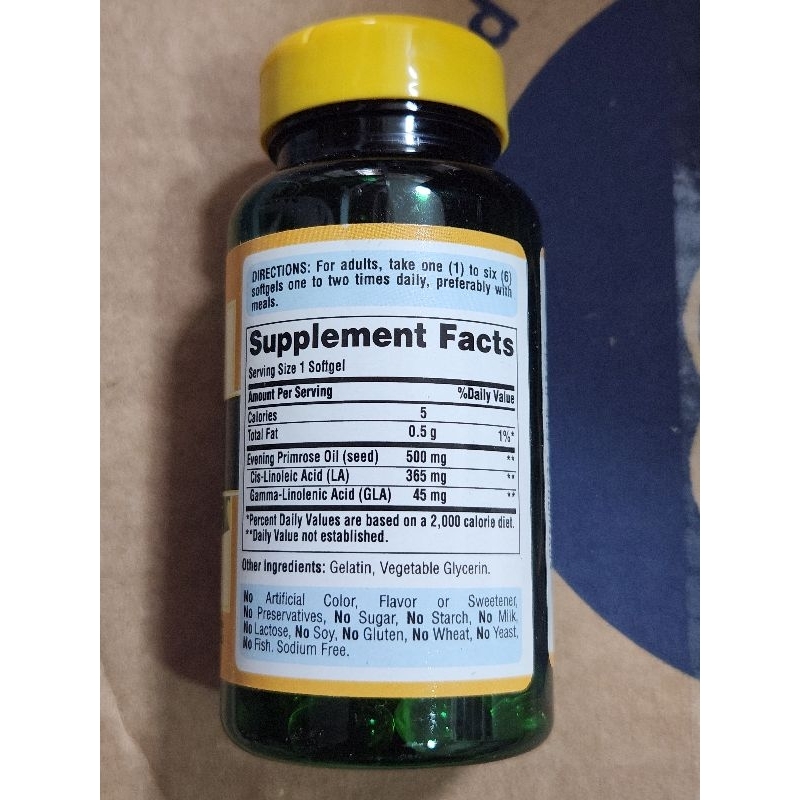 d
DIRECTIONS: For adults, take one (1) to six (6)
softgels one to two times daily, preferably with
meals.
Supplement Facts
Serving Size 1 Softgel
Amount Per Serving %Daily Value
Calories 5
Total Fat 0.5 g 1%*
Evening Primrose Oil (seed) 500 mg **
Cis-Linoleic Acid (LA) 365 mg **
Gamma-Linolenic Acid (GLA) 45 mg **
*Percent Daily Values are based on a 2,000 calorie diet.
**Daily Value not established.
Other Ingredients: Gelatin, Vegetable Glycerin.
No Artificial Color, Flavor or Sweetener,
No Preservatives, No Sugar, No Starch, No Milk,
No Lactose, No Soy, No Gluten, No Wheat, No Yeast,
No Fish. Sodium Free.